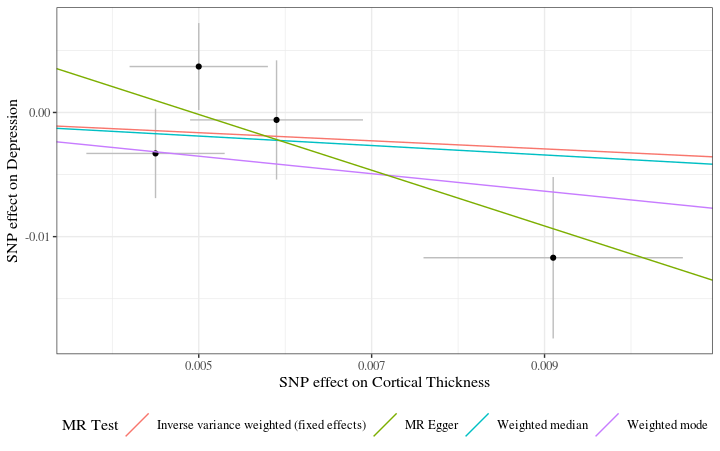 SNP effect on Depression
0.00
-0.01
0.005
0.007
0.009
SNP effect on Cortical Thickness
MR Test
Inverse variance weighted (fixed effects)
MR Egger
Weighted median
Weighted mode